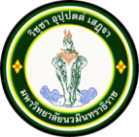 วิชฺชา อุปฺปตตํ เสฏฺฐา
มหาวิทยาลัยนวมินทราธิราช